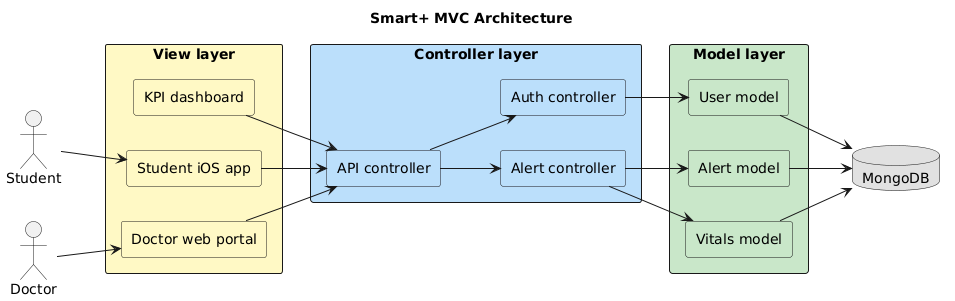 Smart+ MVC Architecture
View layer
Controller layer
Model layer
KPI dashboard
Auth controller
User model
Student
Student iOS app
API controller
Alert controller
Alert model
MongoDB
Doctor
Doctor web portal
Vitals model